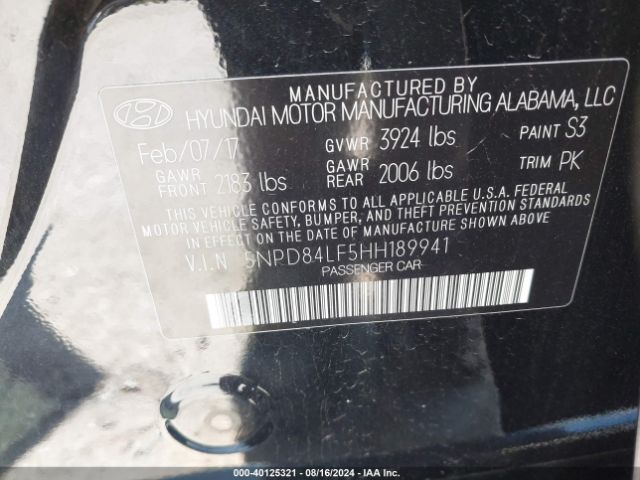 MANUFACTURED BY
HYUNDAI MOTOR MANUFACTURING ALABAMA, LLC
Feb/07/17 GVWR 3924 lbs PAINT S3
GAWR FRONT 2183 lbs GAWR REAR 2006 lbs TRIM PK
THIS VEHICLE CONFORMS TO ALL APPLICABLE U.S.A. FEDERAL
MOTOR VEHICLE SAFETY, BUMPER, AND THEFT PREVENTION STANDARDS
IN EFFECT ON THE DATE OF MANUFACTURE SHOWN ABOVE
V.I.N 5NPD84LF5HH189941
PASSENGER CAR
000-40125321 - 08/16/2024 - IAA Inc.